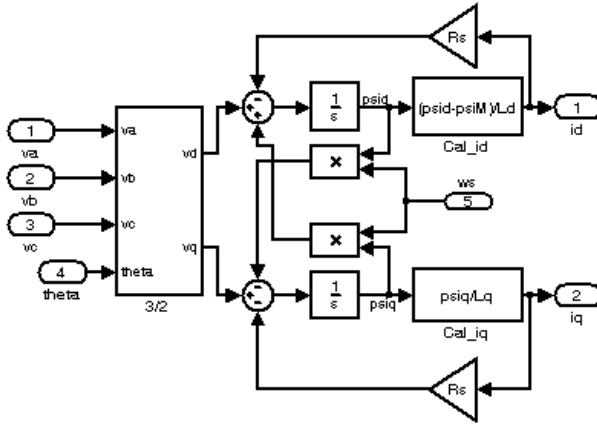 Rs
1
s
psid
(psid-psiM)/Ld
Cal_id
1
id
1
va
2
vb
3
vc
4
theta
va
vb
vc
theta
vd
vq
3/2
×
×
ws
5
1
s
psiq
psiq/Lq
Cal_iq
2
iq
Rs